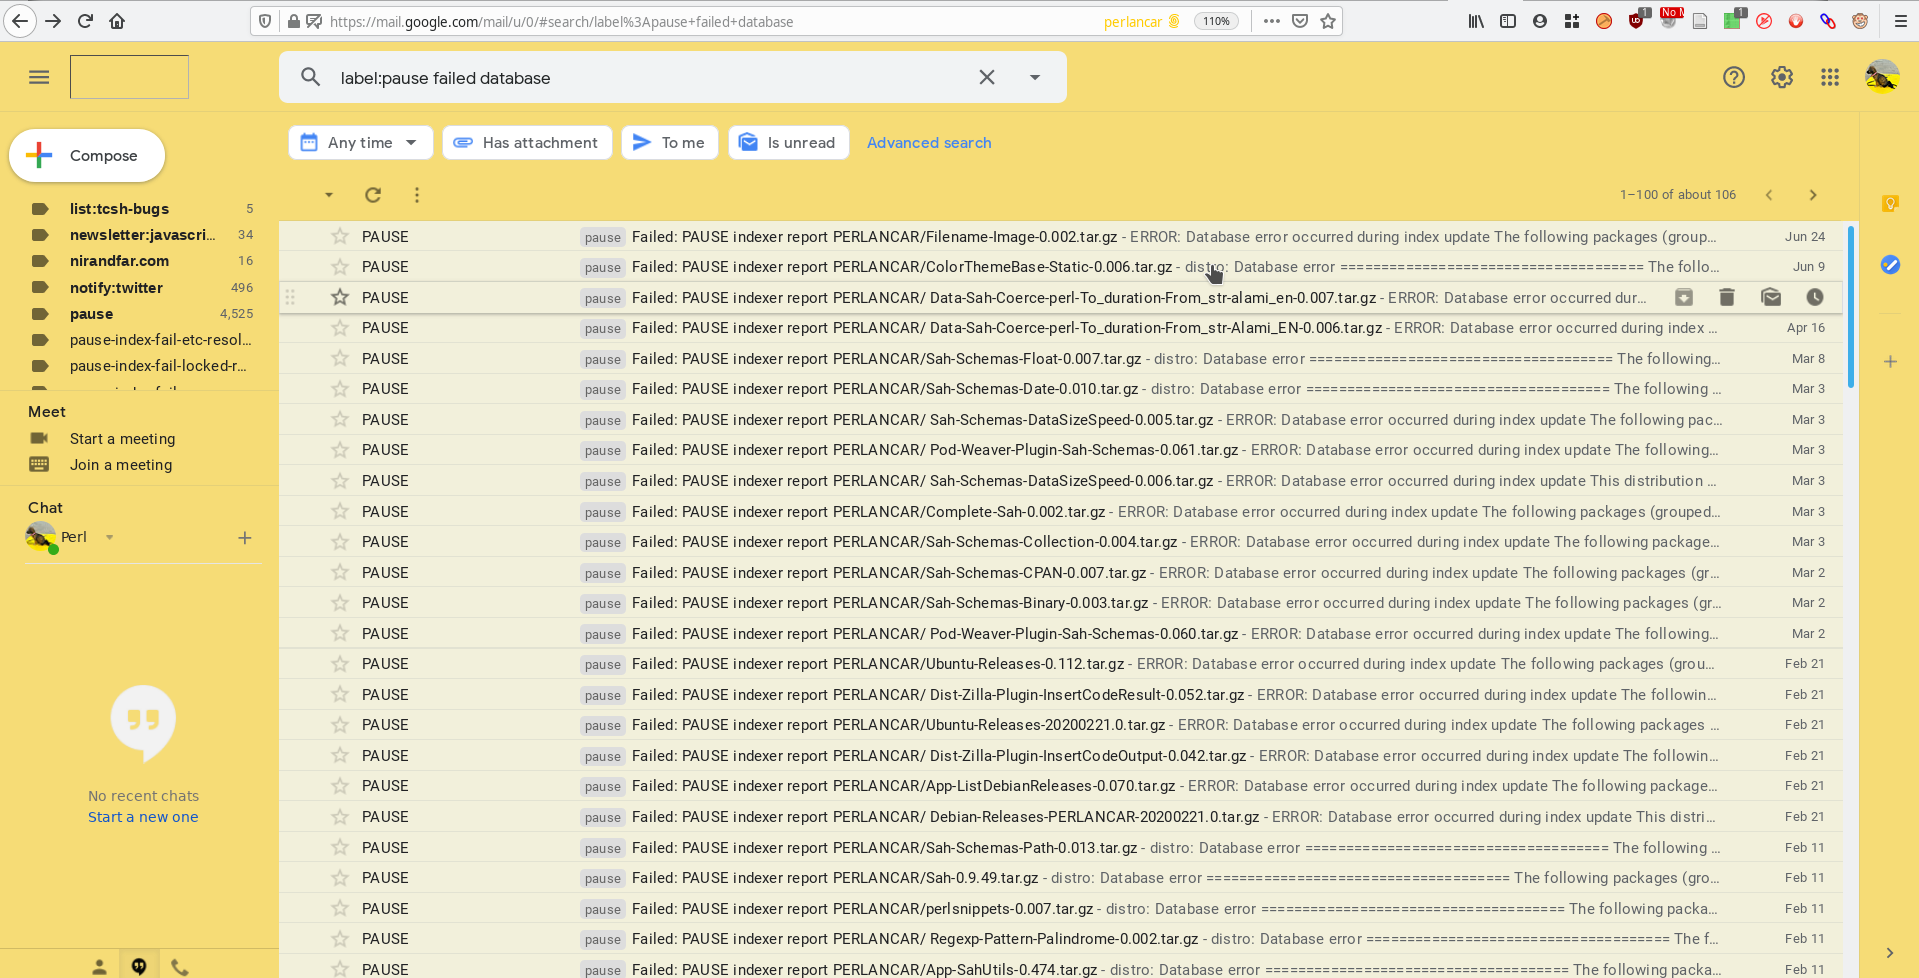 https://mail.google.com/mail/u/0/#search/label%3Apause+failed+database
perlancar
110%
1
No N
1
label:pause failed database
Compose
Any time
Has attachment
To me
Is unread
Advanced search
1–100 of about 106
list:tcsh-bugs 5
newsletter:javascri... 34
nirandfar.com 16
notify:twitter 496
pause 4,525
pause-index-fail-etc-resol...
pause-index-fail-locked-r...
Meet
Start a meeting
Join a meeting
Chat
Perl
No recent chats
Start a new one
PAUSE pause Failed: PAUSE indexer report PERLANCAR/Filename-Image-0.002.tar.gz - ERROR: Database error occurred during index update The following packages (group... Jun 24
PAUSE pause Failed: PAUSE indexer report PERLANCAR/ColorThemeBase-Static-0.006.tar.gz - distro: Database error ===================================== The follo... Jun 9
PAUSE pause Failed: PAUSE indexer report PERLANCAR/ Data-Sah-Coerce-perl-To_duration-From_str-alami_en-0.007.tar.gz - ERROR: Database error occurred dur...
PAUSE pause Failed: PAUSE indexer report PERLANCAR/ Data-Sah-Coerce-perl-To_duration-From_str-Alami_EN-0.006.tar.gz - ERROR: Database error occurred during index ... Apr 16
PAUSE pause Failed: PAUSE indexer report PERLANCAR/Sah-Schemas-Float-0.007.tar.gz - distro: Database error ===================================== The following... Mar 8
PAUSE pause Failed: PAUSE indexer report PERLANCAR/Sah-Schemas-Date-0.010.tar.gz - distro: Database error ===================================== The following ... Mar 3
PAUSE pause Failed: PAUSE indexer report PERLANCAR/ Sah-Schemas-DataSizeSpeed-0.005.tar.gz - ERROR: Database error occurred during index update The following pac... Mar 3
PAUSE pause Failed: PAUSE indexer report PERLANCAR/ Pod-Weaver-Plugin-Sah-Schemas-0.061.tar.gz - ERROR: Database error occurred during index update The following... Mar 3
PAUSE pause Failed: PAUSE indexer report PERLANCAR/ Sah-Schemas-DataSizeSpeed-0.006.tar.gz - ERROR: Database error occurred during index update This distribution ... Mar 3
PAUSE pause Failed: PAUSE indexer report PERLANCAR/Complete-Sah-0.002.tar.gz - ERROR: Database error occurred during index update The following packages (grouped... Mar 3
PAUSE pause Failed: PAUSE indexer report PERLANCAR/Sah-Schemas-Collection-0.004.tar.gz - ERROR: Database error occurred during index update The following package... Mar 3
PAUSE pause Failed: PAUSE indexer report PERLANCAR/Sah-Schemas-CPAN-0.007.tar.gz - ERROR: Database error occurred during index update The following packages (gr... Mar 2
PAUSE pause Failed: PAUSE indexer report PERLANCAR/Sah-Schemas-Binary-0.003.tar.gz - ERROR: Database error occurred during index update The following packages (gr... Mar 2
PAUSE pause Failed: PAUSE indexer report PERLANCAR/ Pod-Weaver-Plugin-Sah-Schemas-0.060.tar.gz - ERROR: Database error occurred during index update The following... Mar 2
PAUSE pause Failed: PAUSE indexer report PERLANCAR/Ubuntu-Releases-0.112.tar.gz - ERROR: Database error occurred during index update The following packages (grou... Feb 21
PAUSE pause Failed: PAUSE indexer report PERLANCAR/ Dist-Zilla-Plugin-InsertCodeResult-0.052.tar.gz - ERROR: Database error occurred during index update The followin... Feb 21
PAUSE pause Failed: PAUSE indexer report PERLANCAR/Ubuntu-Releases-20200221.0.tar.gz - ERROR: Database error occurred during index update The following packages ... Feb 21
PAUSE pause Failed: PAUSE indexer report PERLANCAR/ Dist-Zilla-Plugin-InsertCodeOutput-0.042.tar.gz - ERROR: Database error occurred during index update The followin... Feb 21
PAUSE pause Failed: PAUSE indexer report PERLANCAR/App-ListDebianReleases-0.070.tar.gz - ERROR: Database error occurred during index update The following package... Feb 21
PAUSE pause Failed: PAUSE indexer report PERLANCAR/ Debian-Releases-PERLANCAR-20200221.0.tar.gz - ERROR: Database error occurred during index update This distri... Feb 21
PAUSE pause Failed: PAUSE indexer report PERLANCAR/Sah-Schemas-Path-0.013.tar.gz - distro: Database error ===================================== The following ... Feb 11
PAUSE pause Failed: PAUSE indexer report PERLANCAR/Sah-0.9.49.tar.gz - distro: Database error ===================================== The following packages (gro... Feb 11
PAUSE pause Failed: PAUSE indexer report PERLANCAR/perlsnippets-0.007.tar.gz - distro: Database error ===================================== The following packa... Feb 11
PAUSE pause Failed: PAUSE indexer report PERLANCAR/ Regexp-Pattern-Palindrome-0.002.tar.gz - distro: Database error ===================================== The f... Feb 11
PAUSE pause Failed: PAUSE indexer report PERLANCAR/App-SahUtils-0.474.tar.gz - distro: Database error ===================================== The following packa... Feb 11